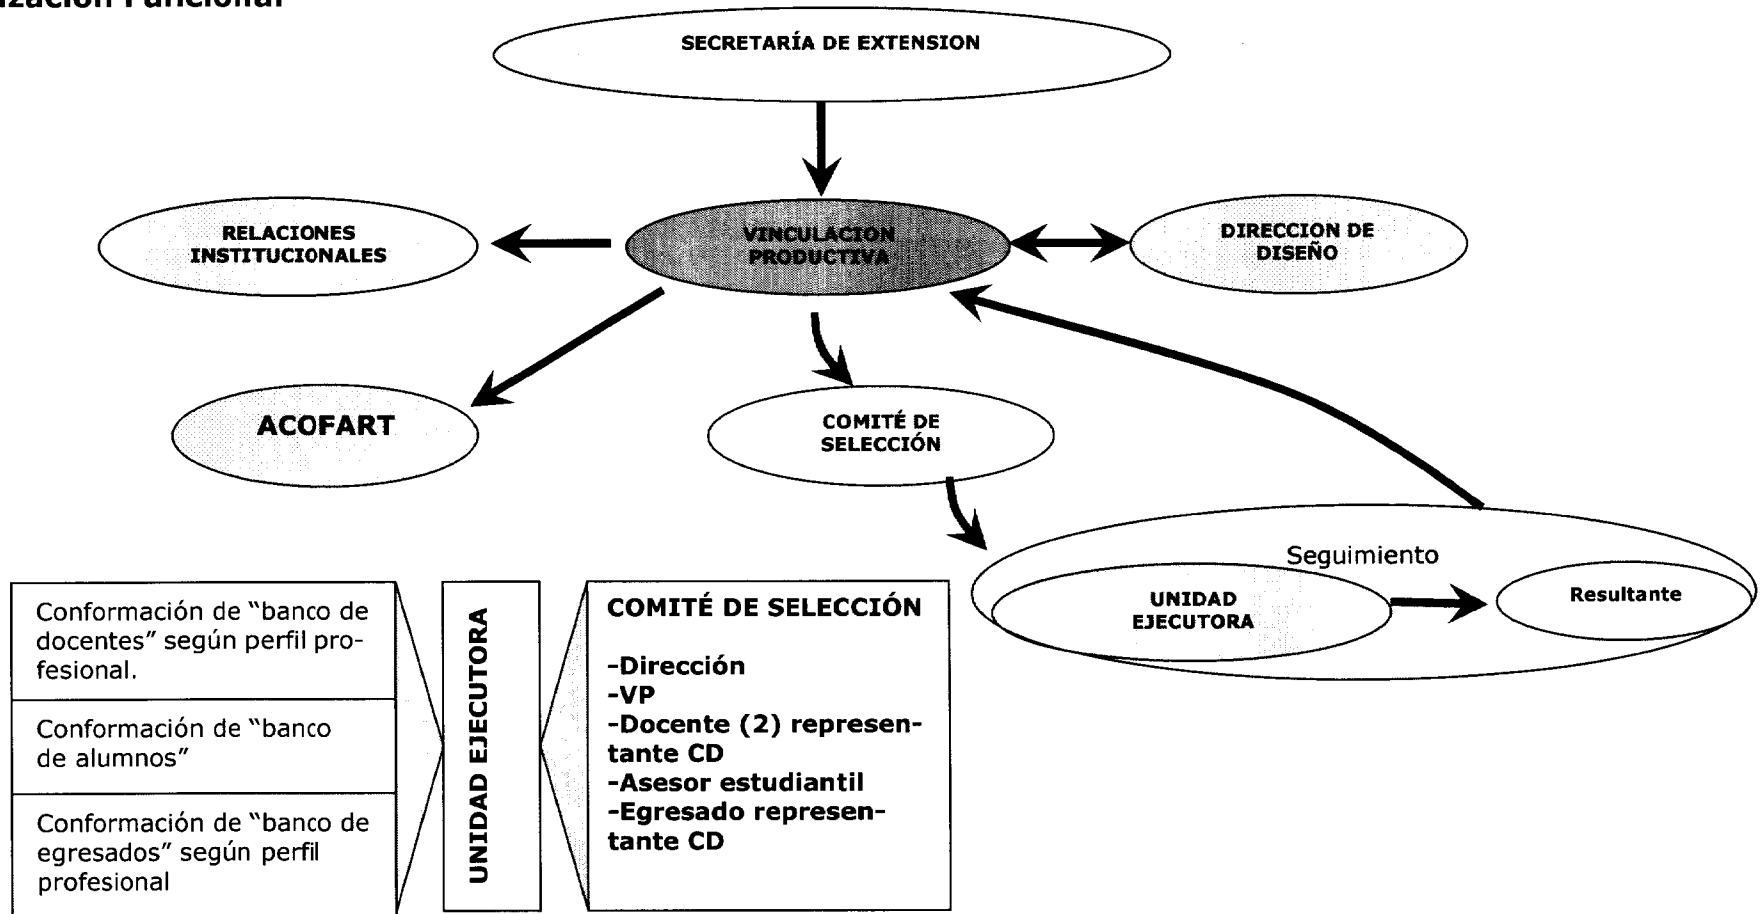 SECRETARÍA DE EXTENSION
RELACIONES
INSTITUCIONALES
VINCULACION
PRODUCTIVA
DIRECCION DE
DISEÑO
ACOFART
COMITÉ DE
SELECCIÓN
Seguimiento
UNIDAD
EJECUTORA
Resultante
Conformación de "banco de
docentes" según perfil pro-
fesional.
Conformación de "banco
de alumnos"
Conformación de "banco de
egresados" según perfil
profesional
UNIDAD EJECUTORA
COMITÉ DE SELECCIÓN
-Dirección
-VP
-Docente (2) represen-
tante CD
-Asesor estudiantil
-Egresado represen-
tante CD